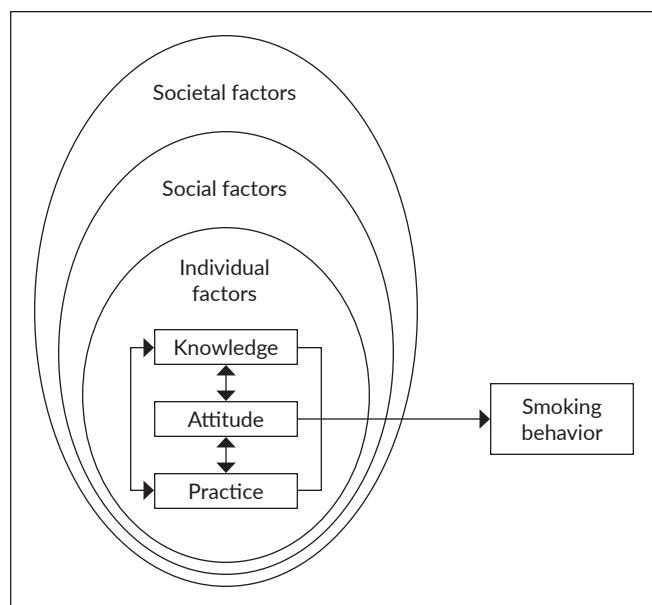 Societal factors
Social factors
Individual
factors
Knowledge
Attitude
Practice
Smoking
behavior